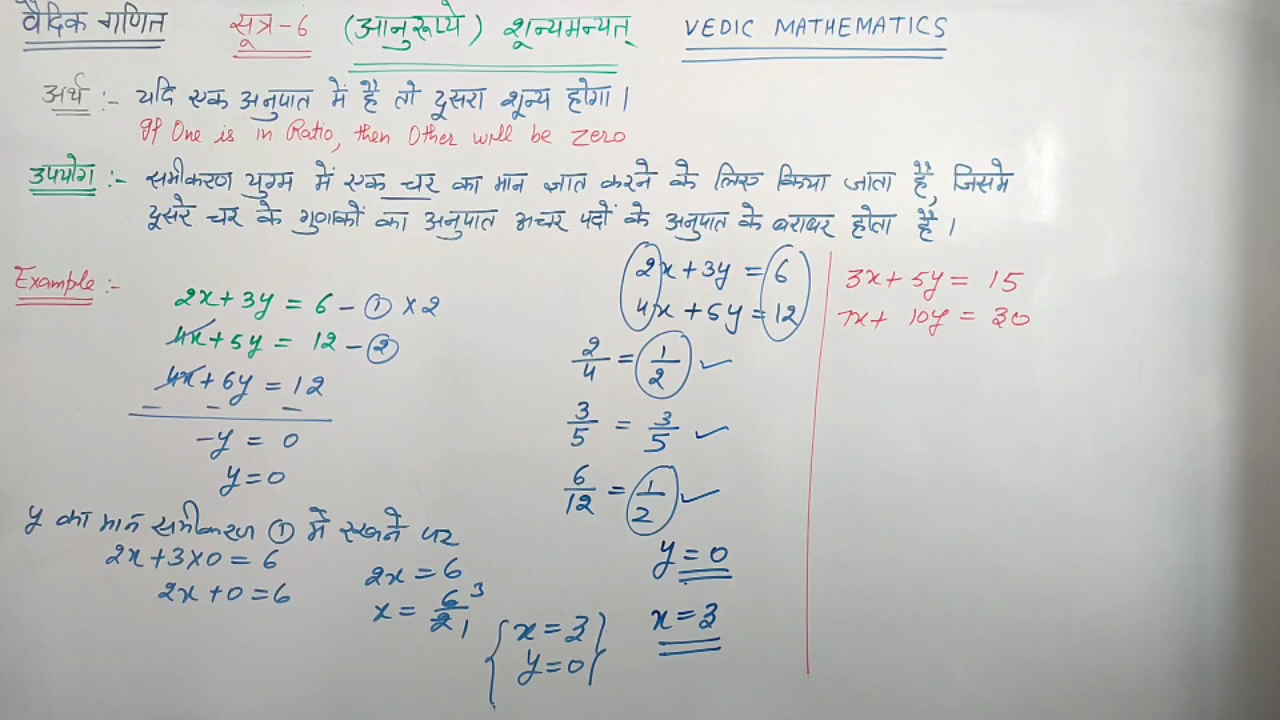 वैदिक गणित सूत्र-6 (आनुरूप्ये) शून्यमन्यत् VEDIC MATHEMATICS
अर्थ :- यदि एक अनुपात में है तो दूसरा शून्य होगा।
If One is in Ratio, then Other will be zero
उपयोग :- समीकरण युग्म में एक चर का मान ज्ञात करने के लिए किया जाता है, जिसमे
दूसरे चर के गुणाकों का अनुपात अचर पदों के अनुपात के बराबर होता है।
Example :-
2x+3y = 6 - ① ×2
4x+5y = 12 - ②
4x+6y = 12
- - -
-y = 0
y=0
y का मान समीकरण ① में रखने पर
2x+3×0 = 6
2x+0=6
2x = 6
x = 6/2 3 1
x=3
y=0
2x+3y = 6
4x+5y = 12
2/4 = 1/2 ✓
3/5 = 3/5 ✓
6/12 = 1/2 ✓
y=0
x=3
3x+5y = 15
7x+ 10y = 30